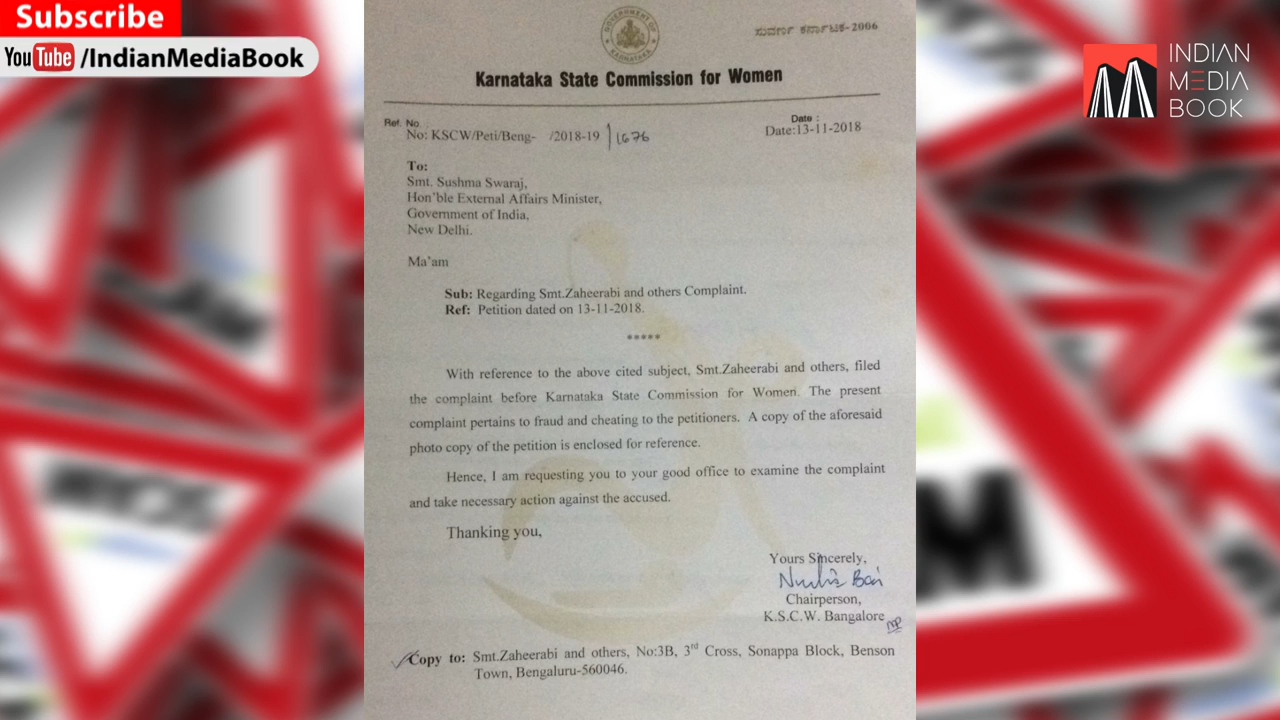 Subscribe
YouTube /IndianMediaBook
INDIAN
MEDIA
BOOK
GOVERNMENT OF
KARNATAKA
ಸುವರ್ಣ ಕರ್ನಾಟಕ-2006
Karnataka State Commission for Women
Ref. No.
No: KSCW/Peti/Beng- /2018-19 | 1676
Date :
Date:13-11-2018
To:
Smt. Sushma Swaraj,
Hon'ble External Affairs Minister,
Government of India,
New Delhi.
Ma'am
Sub: Regarding Smt.Zaheerabi and others Complaint.
Ref: Petition dated on 13-11-2018.
*****
With reference to the above cited subject, Smt.Zaheerabi and others, filed
the complaint before Karnataka State Commission for Women. The present
complaint pertains to fraud and cheating to the petitioners. A copy of the aforesaid
photo copy of the petition is enclosed for reference.
Hence, I am requesting you to your good office to examine the complaint
and take necessary action against the accused.
Thanking you,
Yours Sincerely,
Chairperson,
K.S.C.W. Bangalore
Copy to: Smt.Zaheerabi and others, No:3B, 3rd Cross, Sonappa Block, Benson
Town, Bengaluru-560046.